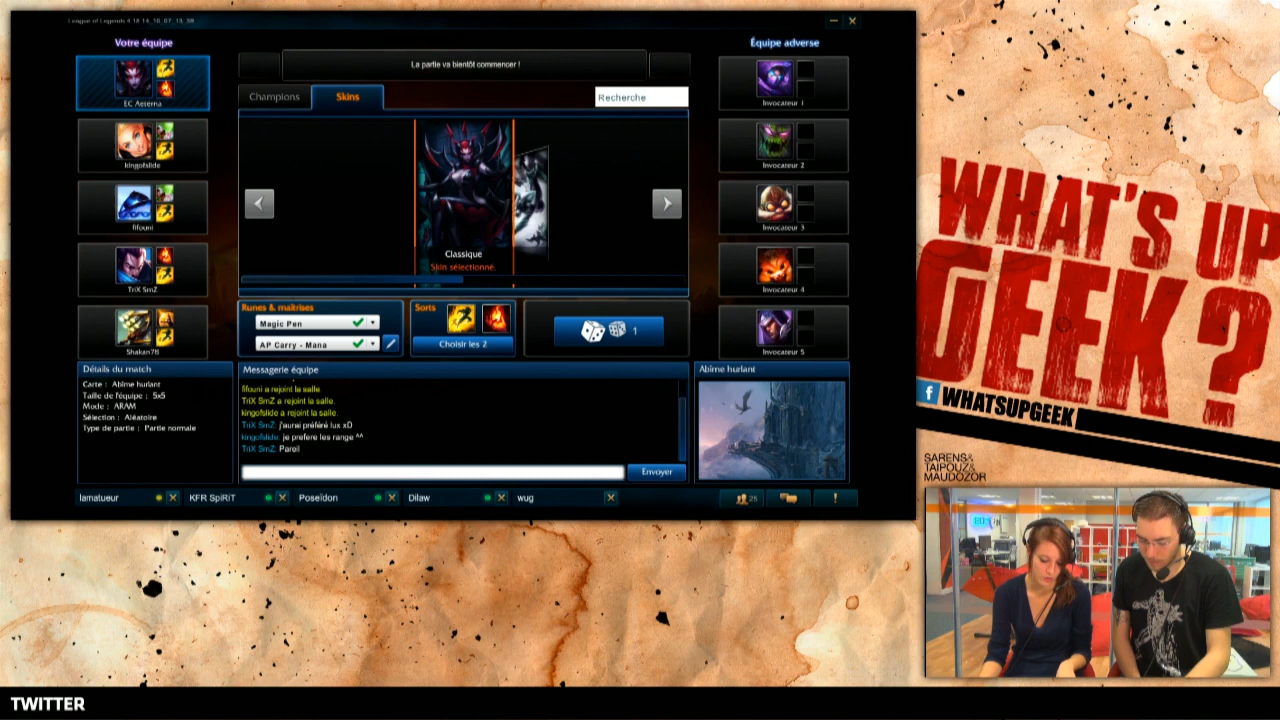 League of Legends 4.18.14_10_07_13_38
Votre équipe
Équipe adverse
La partie va bientôt commencer !
Champions
Skins
Recherche
EC Aeterna
kingofslide
fifouni
TriX SmZ
Shakan78
Invocateur 1
Invocateur 2
Invocateur 3
Invocateur 4
Invocateur 5
Classique
Skin sélectionné
Runes & maîtrises
Magic Pen
AP Carry - Mana
Sorts
Choisir les 2
1
Détails du match
Carte : Abîme hurlant
Taille de l'équipe : 5x5
Mode : ARAM
Sélection : Aléatoire
Type de partie : Partie normale
Messagerie équipe
fifouni a rejoint la salle.
TriX SmZ a rejoint la salle.
kingofslide a rejoint la salle.
TriX SmZ: j'aurai préféré lux xD
kingofslide: je prefere les range ^^
TriX SmZ: Pareil
Envoyer
Abîme hurlant
lamatueur
KFR SpiRiT
Poseïdon
Dilaw
wug
25
WHAT'S UP
GEEK ?
f WHATSUPGEEK
SARENS&
TAIPOUZ&
MAUDOZOR
TWITTER